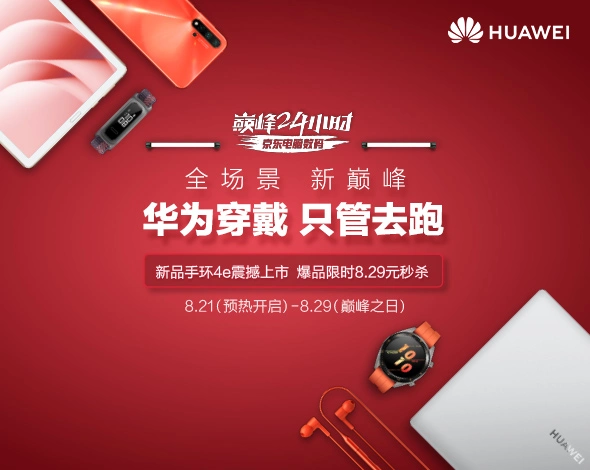 HUAWEI
巅峰24小时
京东电脑数码
全场景 新巅峰
华为穿戴 只管去跑
新品手环4e震撼上市 爆品限时8.29元秒杀
8.21(预热开启)-8.29(巅峰之日)
10
10
HUAWEI